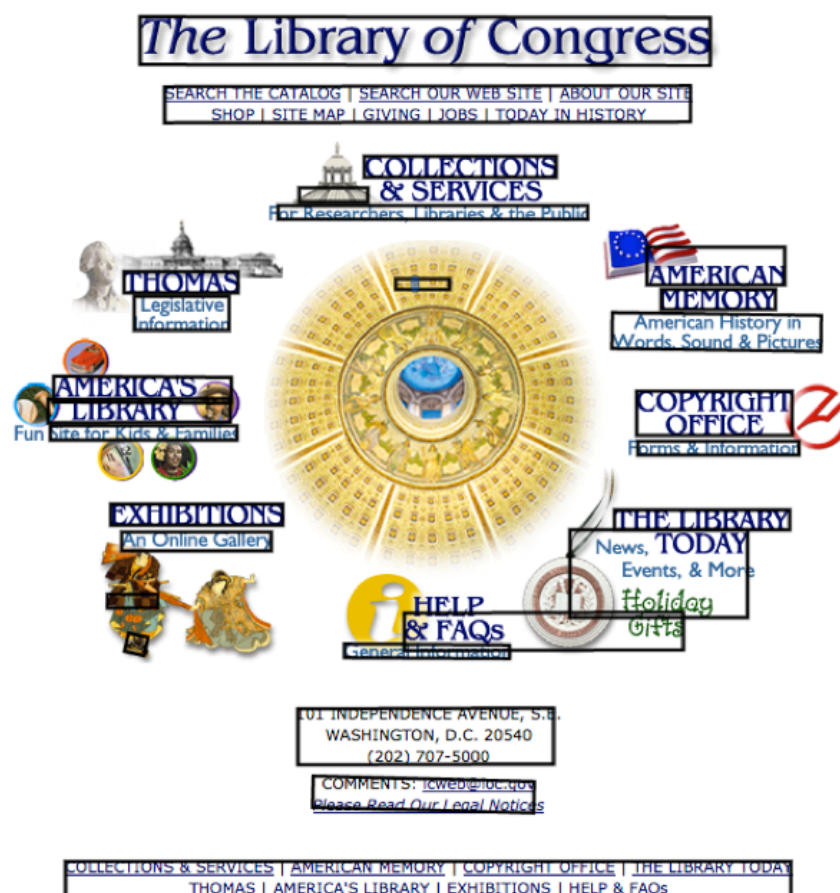 The Library of Congress
SEARCH THE CATALOG | SEARCH OUR WEB SITE | ABOUT OUR SITE
SHOP | SITE MAP | GIVING | JOBS | TODAY IN HISTORY
COLLECTIONS
& SERVICES
For Researchers, Libraries & the Public
THOMAS
Legislative
Information
AMERICAN
MEMORY
American History in
Words, Sound & Pictures
AMERICA'S
LIBRARY
Fun Site for Kids & Families
COPYRIGHT
OFFICE
Forms & Information
EXHIBITIONS
An Online Gallery
THE LIBRARY
News, TODAY
Events, & More
Holiday
Gifts
HELP
& FAQs
General Information
101 INDEPENDENCE AVENUE, S.E.
WASHINGTON, D.C. 20540
(202) 707-5000
COMMENTS: lcweb@loc.gov
Please Read Our Legal Notices
COLLECTIONS & SERVICES | AMERICAN MEMORY | COPYRIGHT OFFICE | THE LIBRARY TODAY
THOMAS | AMERICA'S LIBRARY | EXHIBITIONS | HELP & FAQs